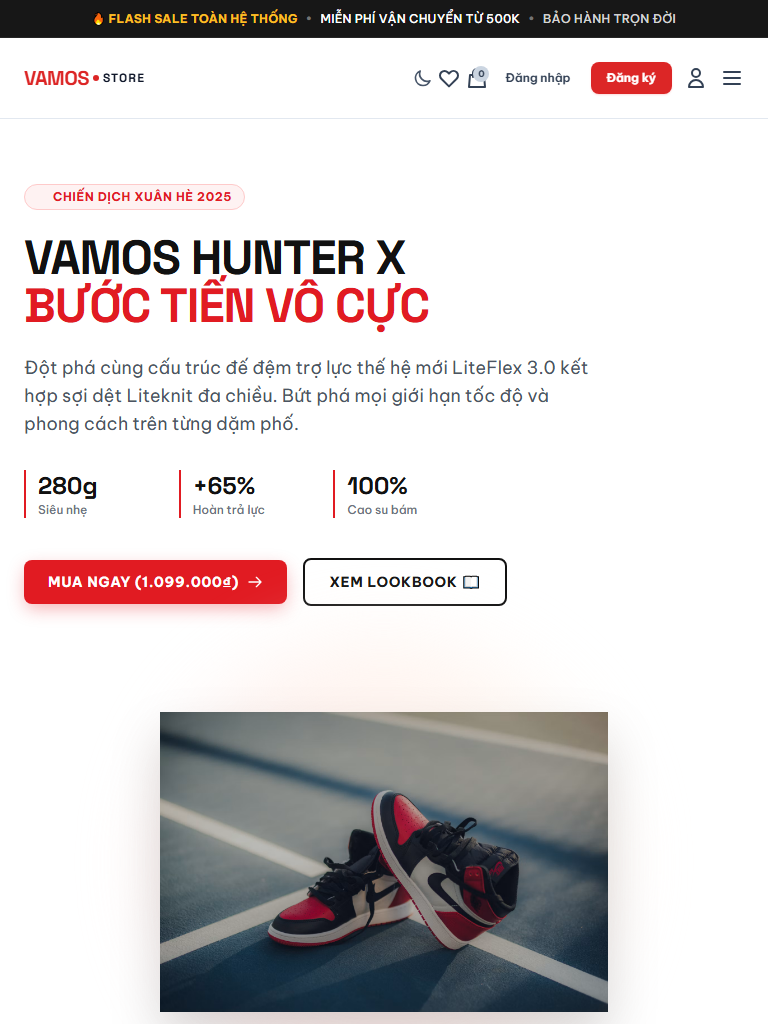 🔥 FLASH SALE TOÀN HỆ THỐNG • MIỄN PHÍ VẬN CHUYỂN TỪ 500K • BẢO HÀNH TRỌN ĐỜI
VAMOS • STORE
0
Đăng nhập
Đăng ký
CHIẾN DỊCH XUÂN HÈ 2025
VAMOS HUNTER X
BƯỚC TIẾN VÔ CỰC
Đột phá cùng cấu trúc đế đệm trợ lực thế hệ mới LiteFlex 3.0 kết
hợp sợi dệt Liteknit đa chiều. Bứt phá mọi giới hạn tốc độ và
phong cách trên từng dặm phố.
280g
Siêu nhẹ
+65%
Hoàn trả lực
100%
Cao su bám
MUA NGAY (1.099.000₫) →
XEM LOOKBOOK 📖